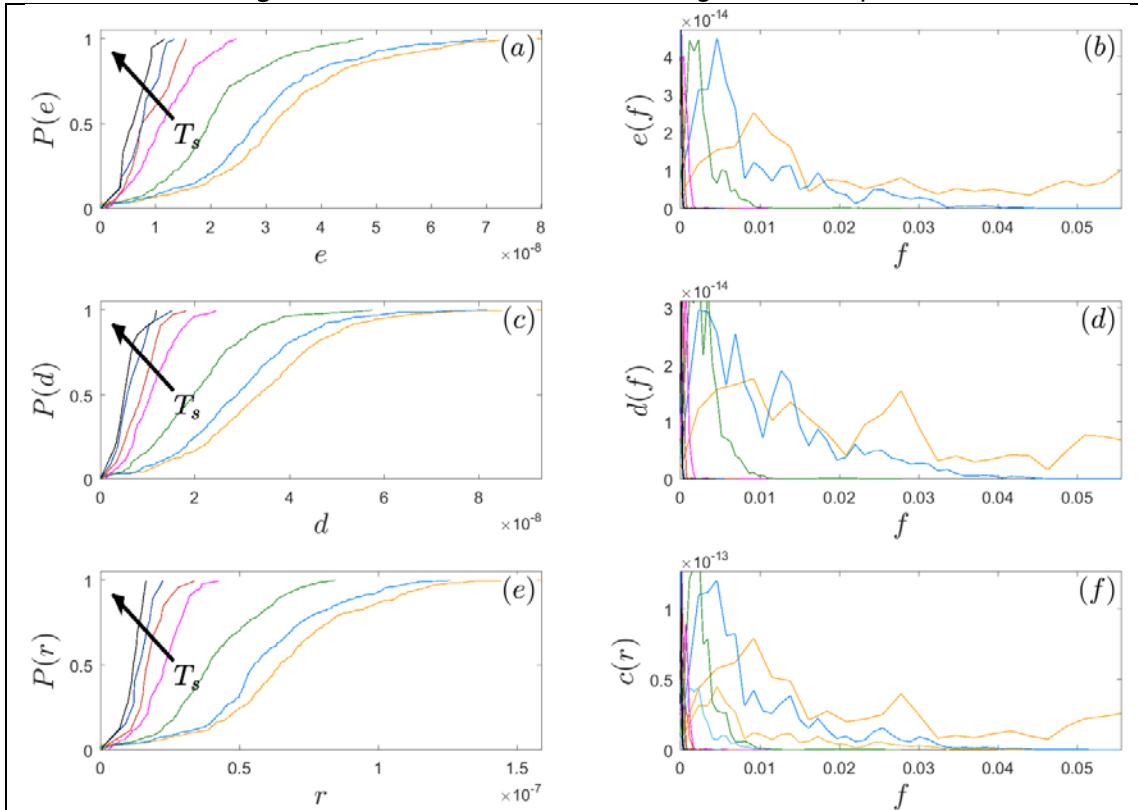 (a)
P(e)
1
0.5
0
T_s
0 1 2 3 4 5 6 7 8
e
×10^-8
(b)
×10^-14
e(f)
4
3
2
1
0
0 0.01 0.02 0.03 0.04 0.05
f
(c)
P(d)
1
0.5
0
T_s
0 2 4 6 8
d
×10^-8
(d)
×10^-14
d(f)
3
2
1
0
0 0.01 0.02 0.03 0.04 0.05
f
(e)
P(r)
1
0.5
0
T_s
0 0.5 1 1.5
r
×10^-7
(f)
×10^-13
c(r)
1
0.5
0
0 0.01 0.02 0.03 0.04 0.05
f